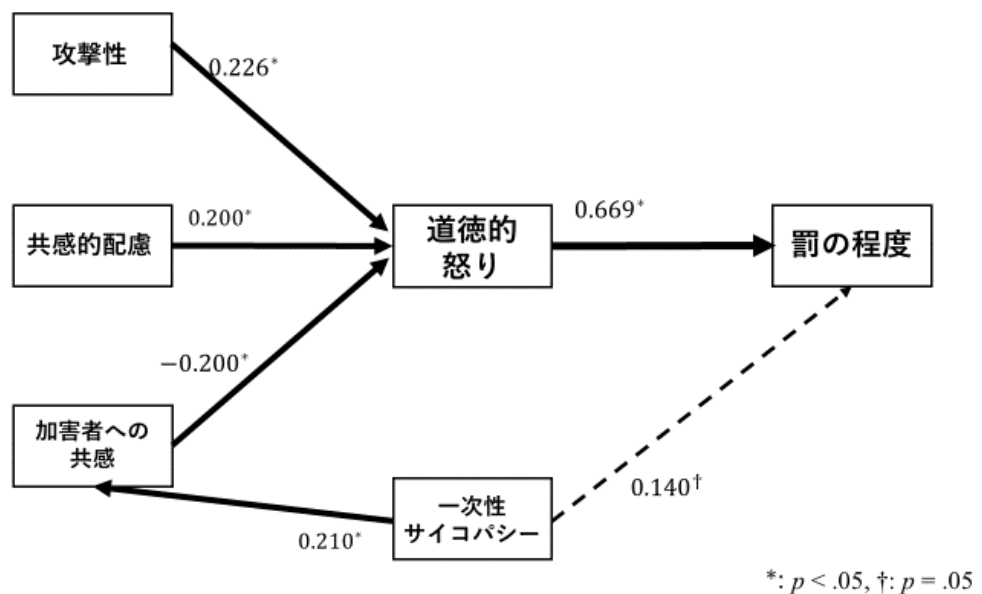 攻撃性
0.226*
共感的配慮
0.200*
道徳的
怒り
0.669*
罰の程度
−0.200*
加害者への
共感
0.210*
一次性
サイコパシー
0.140†
*: p < .05, †: p = .05